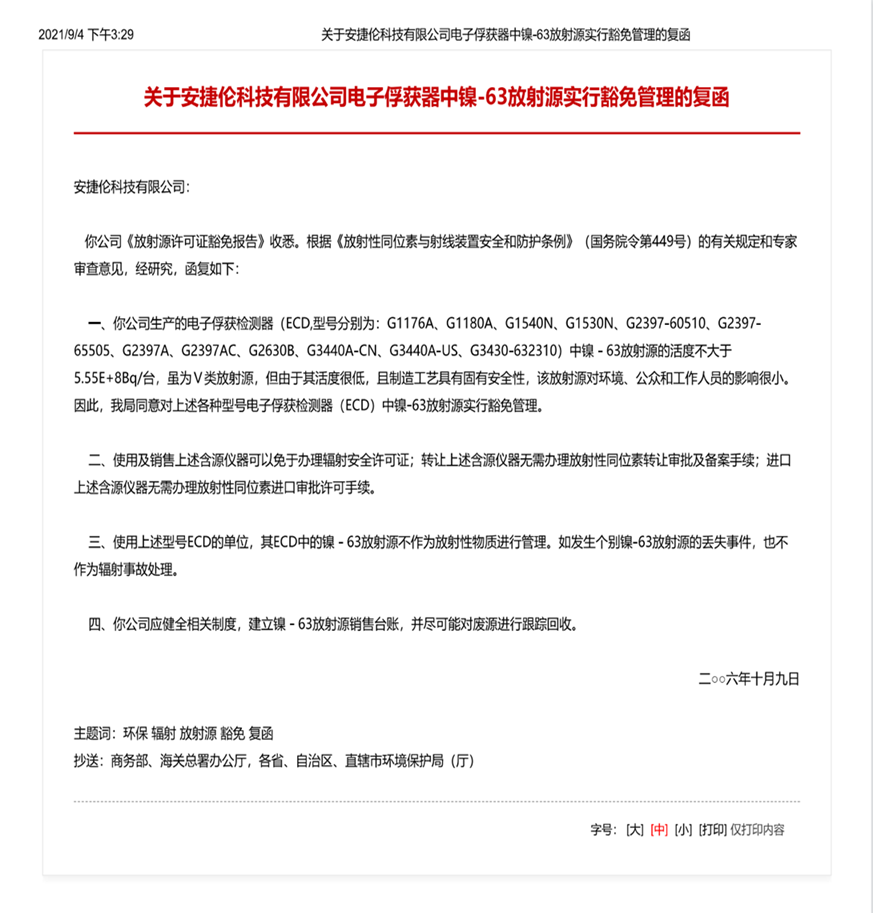 2021/9/4 下午3:29 关于安捷伦科技有限公司电子俘获器中镍-63放射源实行豁免管理的复函
关于安捷伦科技有限公司电子俘获器中镍-63放射源实行豁免管理的复函
安捷伦科技有限公司：
你公司《放射源许可证豁免报告》收悉。根据《放射性同位素与射线装置安全和防护条例》（国务院令第449号）的有关规定和专家
审查意见，经研究，函复如下：
一、你公司生产的电子俘获检测器（ECD,型号分别为：G1176A、G1180A、G1540N、G1530N、G2397-60510、G2397-
65505、G2397A、G2397AC、G2630B、G3440A-CN、G3440A-US、G3430-632310）中镍－63放射源的活度不大于
5.55E+8Bq/台，虽为Ⅴ类放射源，但由于其活度很低，且制造工艺具有固有安全性，该放射源对环境、公众和工作人员的影响很小。
因此，我局同意对上述各种型号电子俘获检测器（ECD）中镍-63放射源实行豁免管理。
二、使用及销售上述含源仪器可以免于办理辐射安全许可证；转让上述含源仪器无需办理放射性同位素转让审批及备案手续；进口
上述含源仪器无需办理放射性同位素进口审批许可手续。
三、使用上述型号ECD的单位，其ECD中的镍－63放射源不作为放射性物质进行管理。如发生个别镍-63放射源的丢失事件，也不
作为辐射事故处理。
四、你公司应健全相关制度，建立镍－63放射源销售台账，并尽可能对废源进行跟踪回收。
二○○六年十月九日
主题词：环保 辐射 放射源 豁免 复函
抄送：商务部、海关总署办公厅，各省、自治区、直辖市环境保护局（厅）
字号：[大] [中] [小] [打印] 仅打印内容